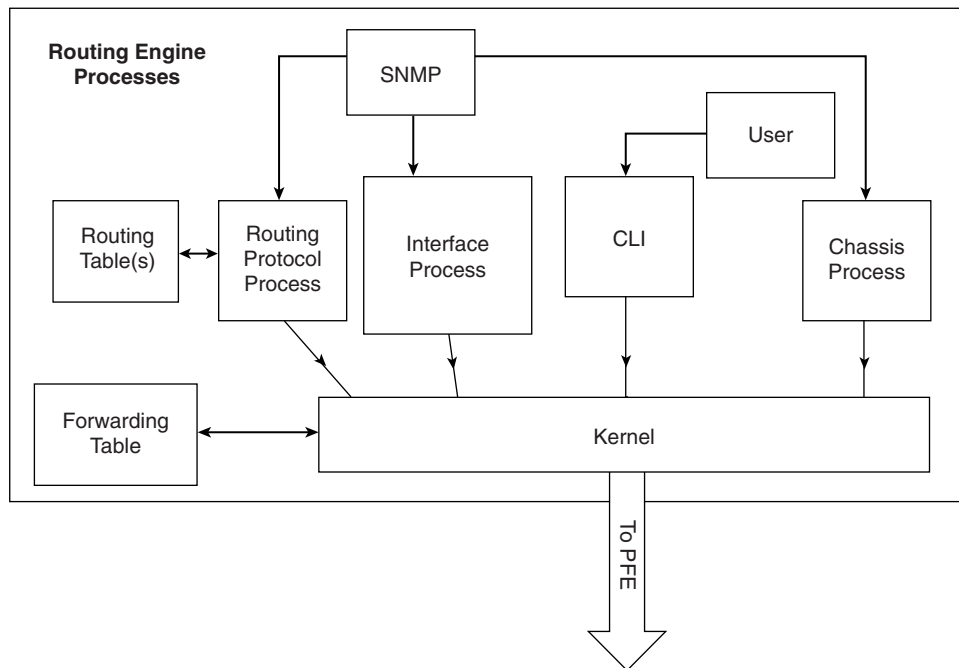 Routing Engine
Processes
SNMP
User
Routing
Table(s)
Routing
Protocol
Process
Interface
Process
CLI
Chassis
Process
Forwarding
Table
Kernel
To PFE